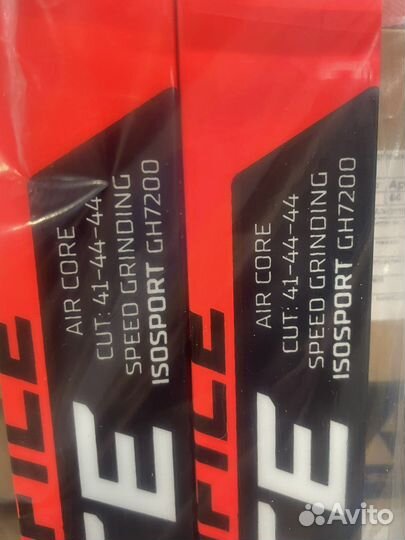 AIR CORE
CUT: 41-44-44
SPEED GRINDING
ISOSPORT GH7200
AIR CORE
CUT: 41-44-44
SPEED GRINDING
ISOSPORT GH7200
Avito